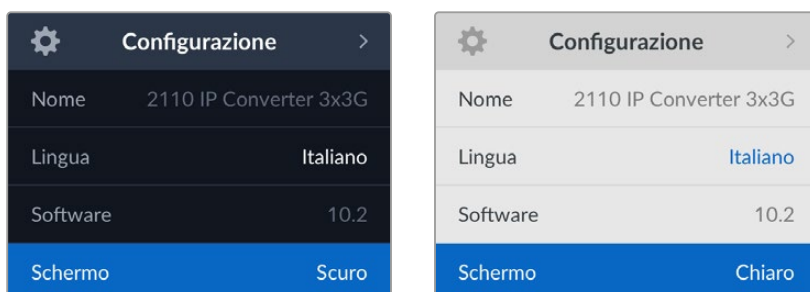 Configurazione
Nome 2110 IP Converter 3x3G
Lingua Italiano
Software 10.2
Schermo Scuro
Configurazione
Nome 2110 IP Converter 3x3G
Lingua Italiano
Software 10.2
Schermo Chiaro